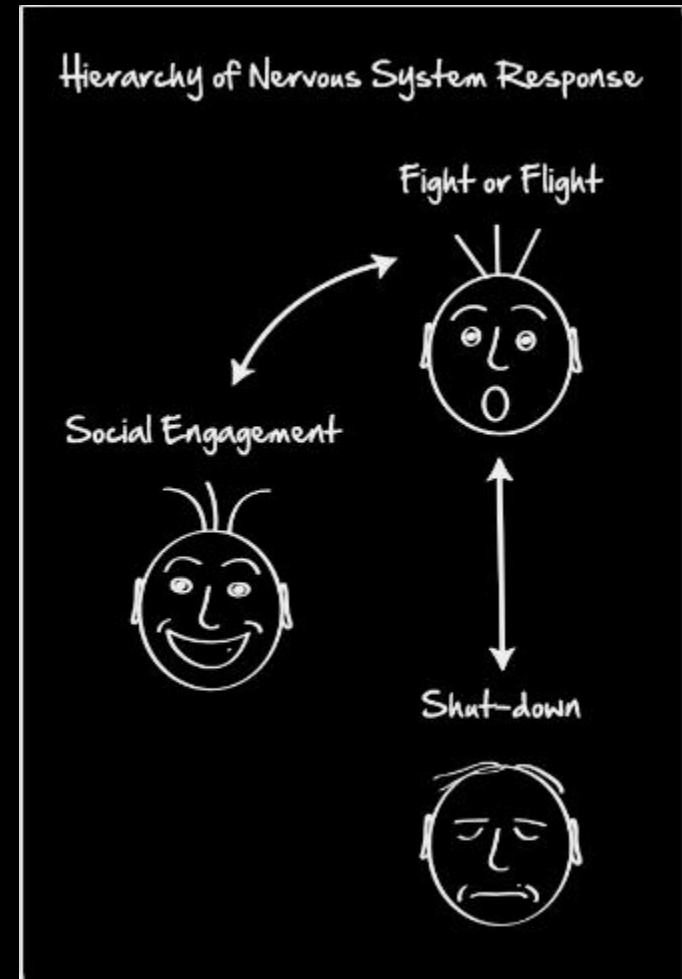 Hierarchy of Nervous System Response
Fight or Flight
Social Engagement
Shut-down